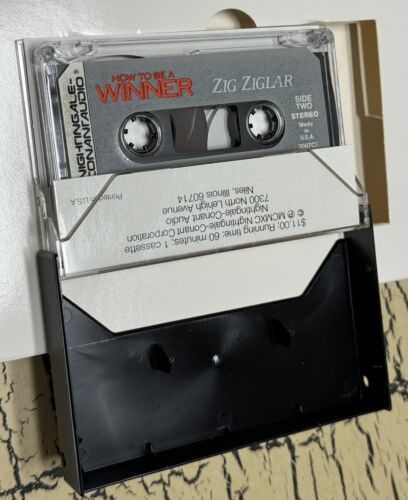 NIGHTINGALE-
CONANT AUDIO®
HOW TO BE A
WINNER
ZIG ZIGLAR
SIDE
TWO
STEREO
Made in
U.S.A.
7007CT
$11.00; Running time: 60 minutes; 1 cassette
© ℗ MCMXC Nightingale-Conant Corporation
Nightingale-Conant Audio
7300 North Lehigh Avenue
Niles, Illinois 60714
Printed in U.S.A.